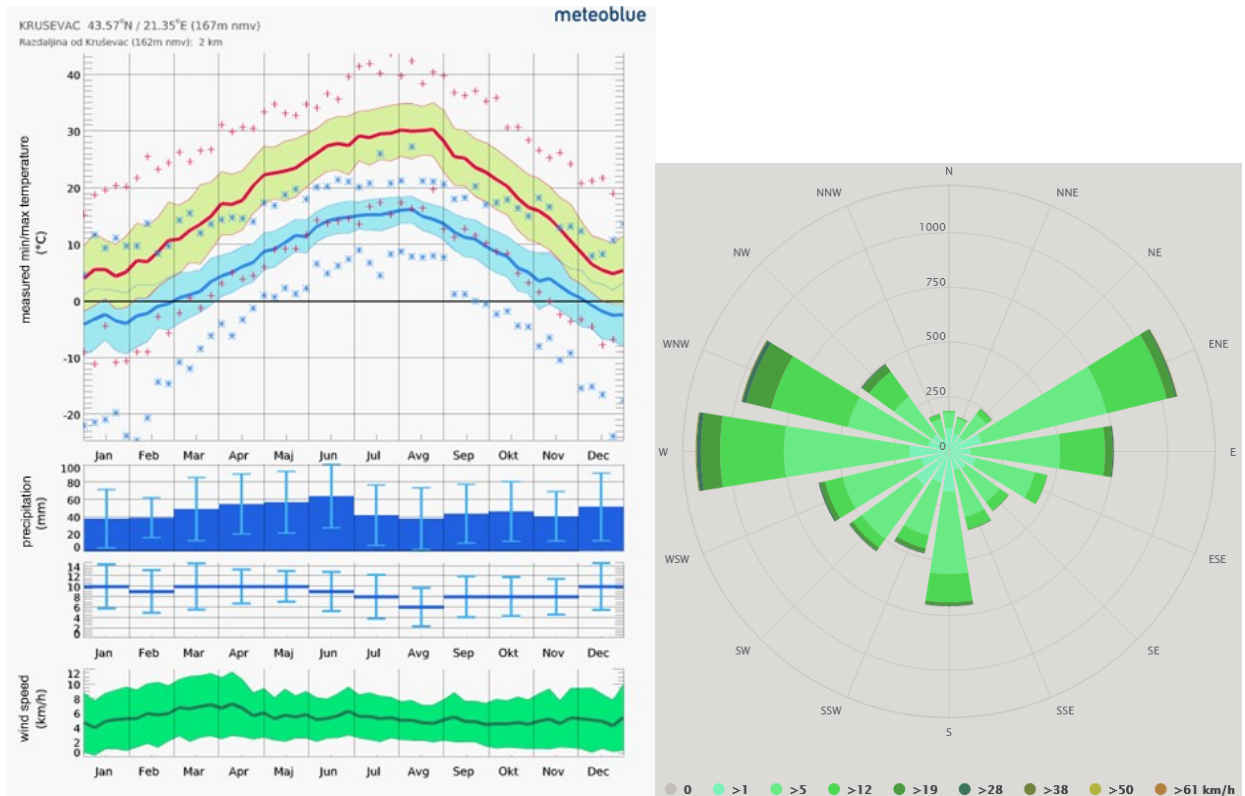 meteoblue
KRUSEVAC 43.57°N / 21.35°E (167m nmv)
Razdaljina od Kruševac (162m nmv): 2 km
measured min/max temperature
(°C)
40
30
20
10
0
-10
-20
Jan Feb Mar Apr Maj Jun Jul Avg Sep Okt Nov Dec
precipitation
(mm)
100
80
60
40
20
0
14
12
10
8
6
4
2
0
Jan Feb Mar Apr Maj Jun Jul Avg Sep Okt Nov Dec
wind speed
(km/h)
12
10
8
6
4
2
0
Jan Feb Mar Apr Maj Jun Jul Avg Sep Okt Nov Dec
N
NNW NNE
NW NE
WNW ENE
W E
WSW ESE
SW SE
SSW SSE
S
1000
750
500
250
0
0 >1 >5 >12 >19 >28 >38 >50 >61 km/h